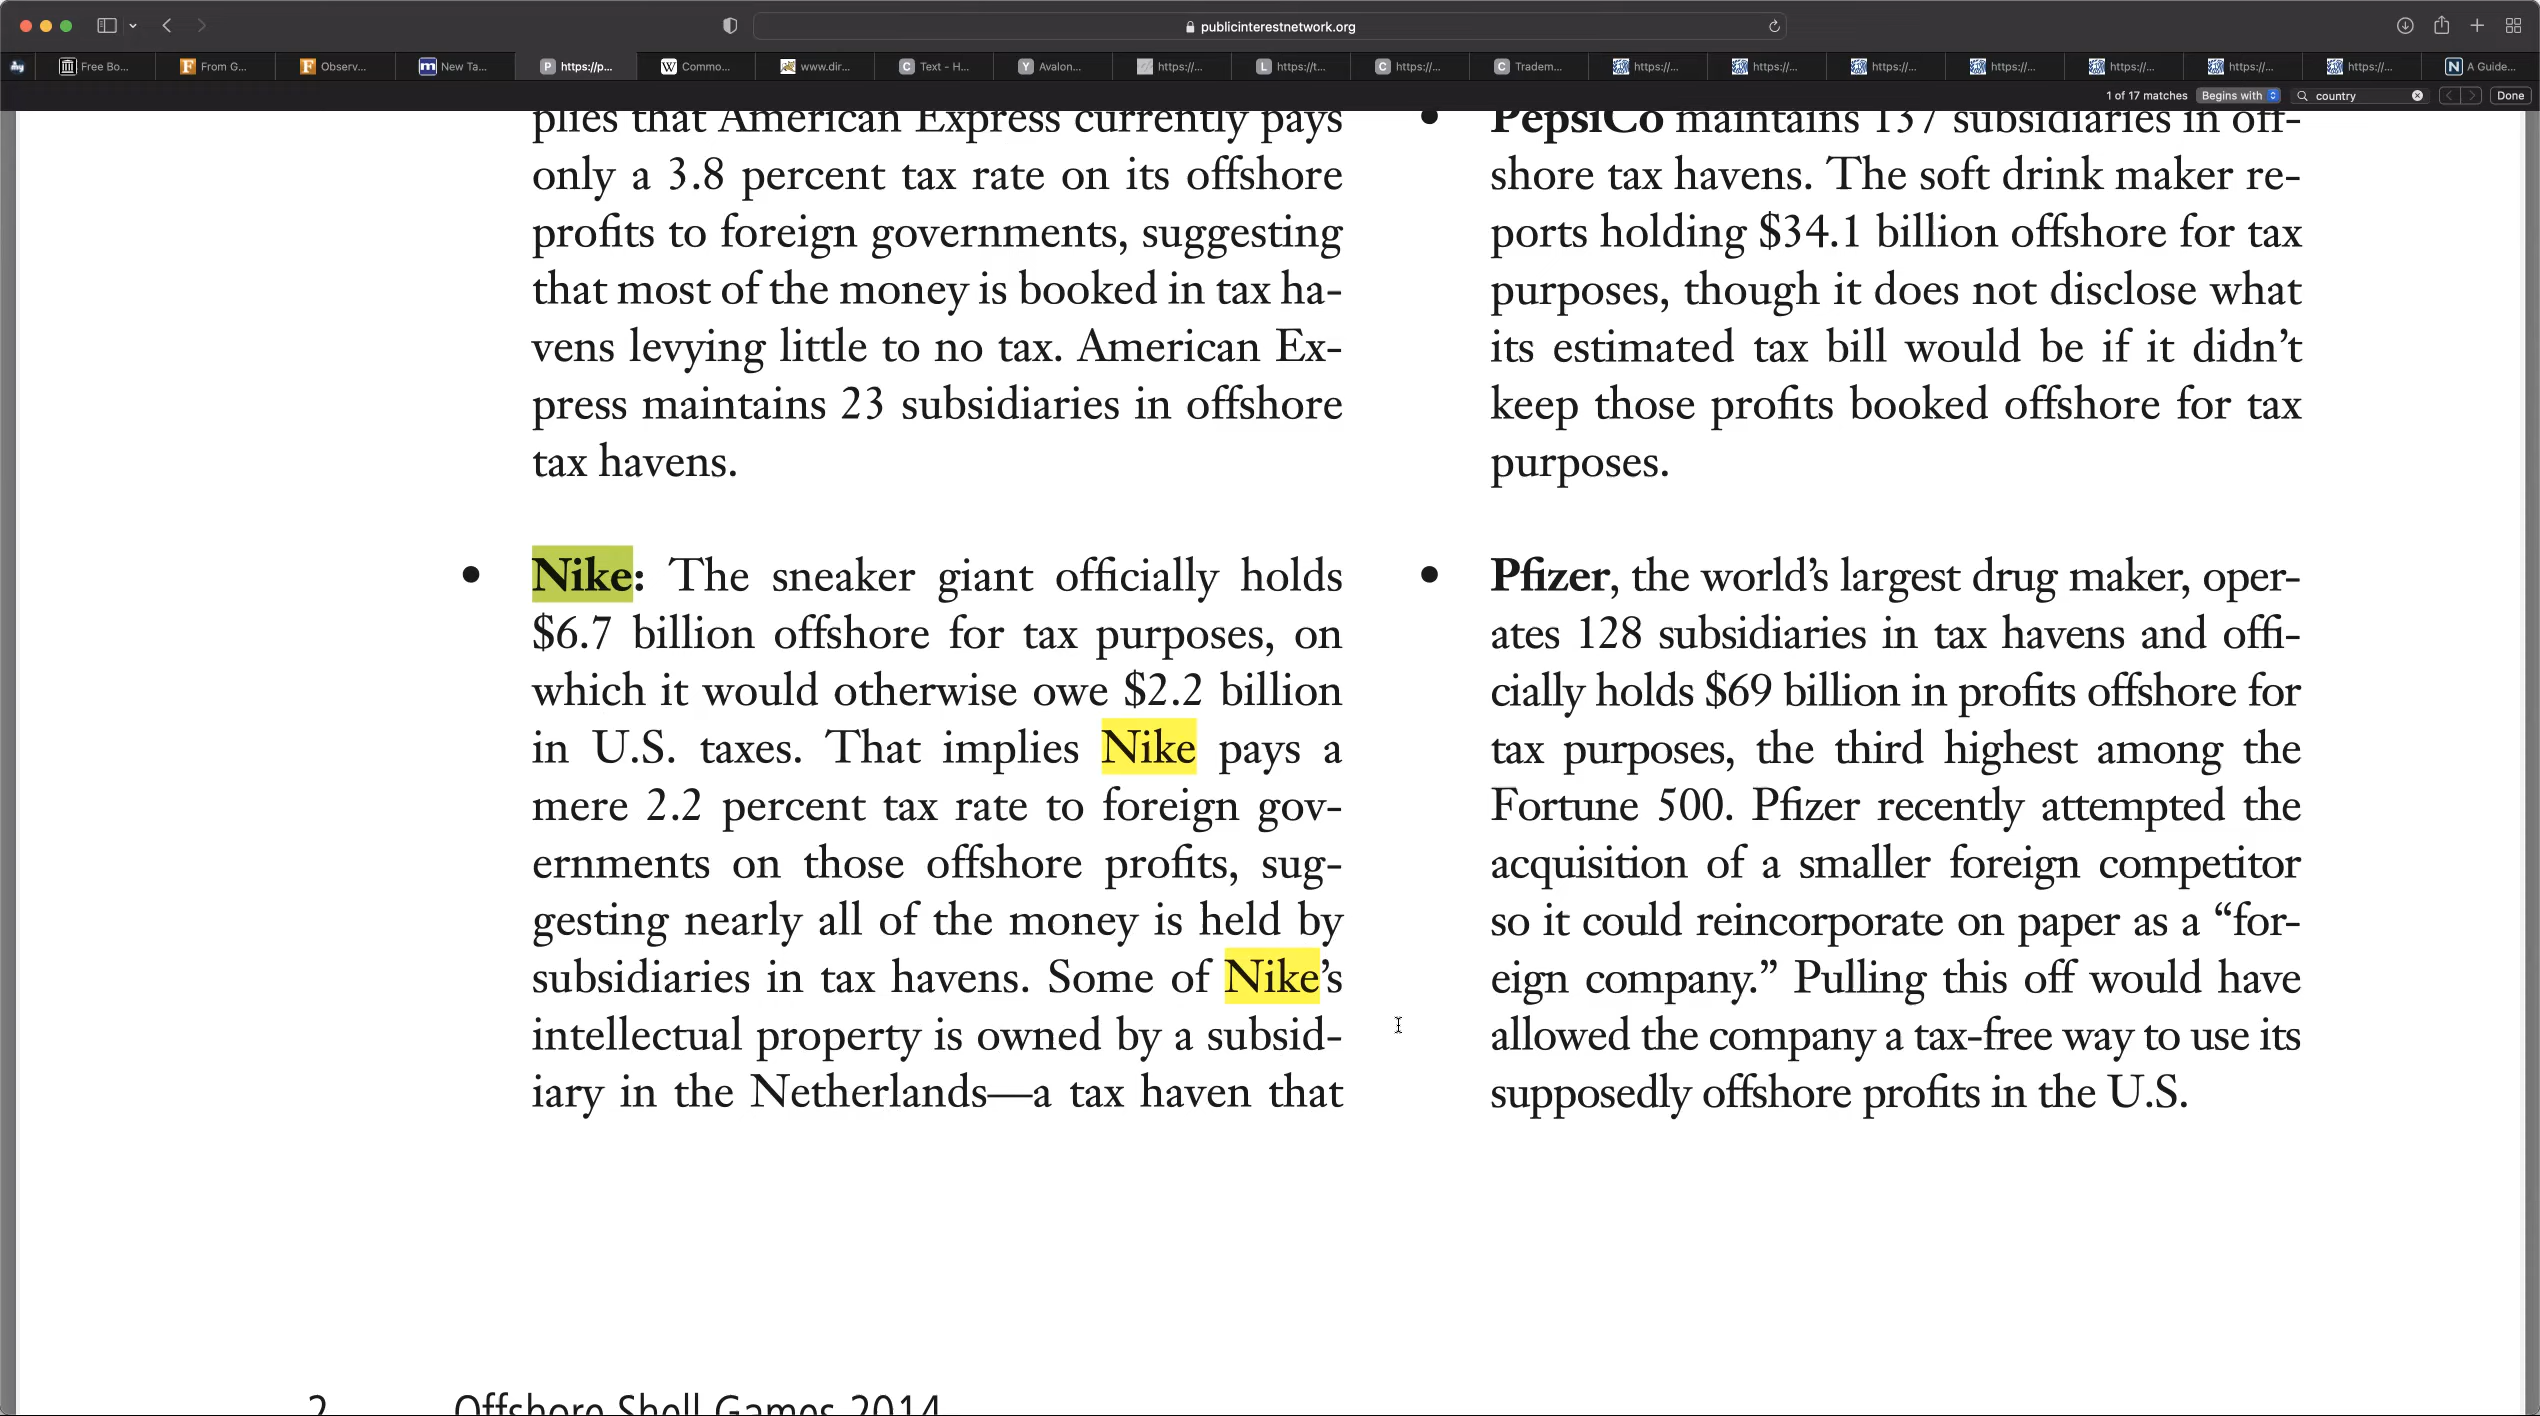 publicinterestnetwork.org
Free Bo...
From G...
Observ...
New Ta...
https://p...
Commo...
www.dir...
Text - H...
Avalon...
https://...
https://t...
https://...
Tradem...
https://...
https://...
https://...
https://...
https://...
https://...
https://...
A Guide...
1 of 17 matches
Begins with
country
Done
plies that American Express currently pays
only a 3.8 percent tax rate on its offshore
profits to foreign governments, suggesting
that most of the money is booked in tax ha-
vens levying little to no tax. American Ex-
press maintains 23 subsidiaries in offshore
tax havens.
• Nike: The sneaker giant officially holds
$6.7 billion offshore for tax purposes, on
which it would otherwise owe $2.2 billion
in U.S. taxes. That implies Nike pays a
mere 2.2 percent tax rate to foreign gov-
ernments on those offshore profits, sug-
gesting nearly all of the money is held by
subsidiaries in tax havens. Some of Nike’s
intellectual property is owned by a subsid-
iary in the Netherlands—a tax haven that
• PepsiCo maintains 137 subsidiaries in off-
shore tax havens. The soft drink maker re-
ports holding $34.1 billion offshore for tax
purposes, though it does not disclose what
its estimated tax bill would be if it didn’t
keep those profits booked offshore for tax
purposes.
• Pfizer, the world’s largest drug maker, oper-
ates 128 subsidiaries in tax havens and offi-
cially holds $69 billion in profits offshore for
tax purposes, the third highest among the
Fortune 500. Pfizer recently attempted the
acquisition of a smaller foreign competitor
so it could reincorporate on paper as a “for-
eign company.” Pulling this off would have
allowed the company a tax-free way to use its
supposedly offshore profits in the U.S.
2 Offshore Shell Games 2014